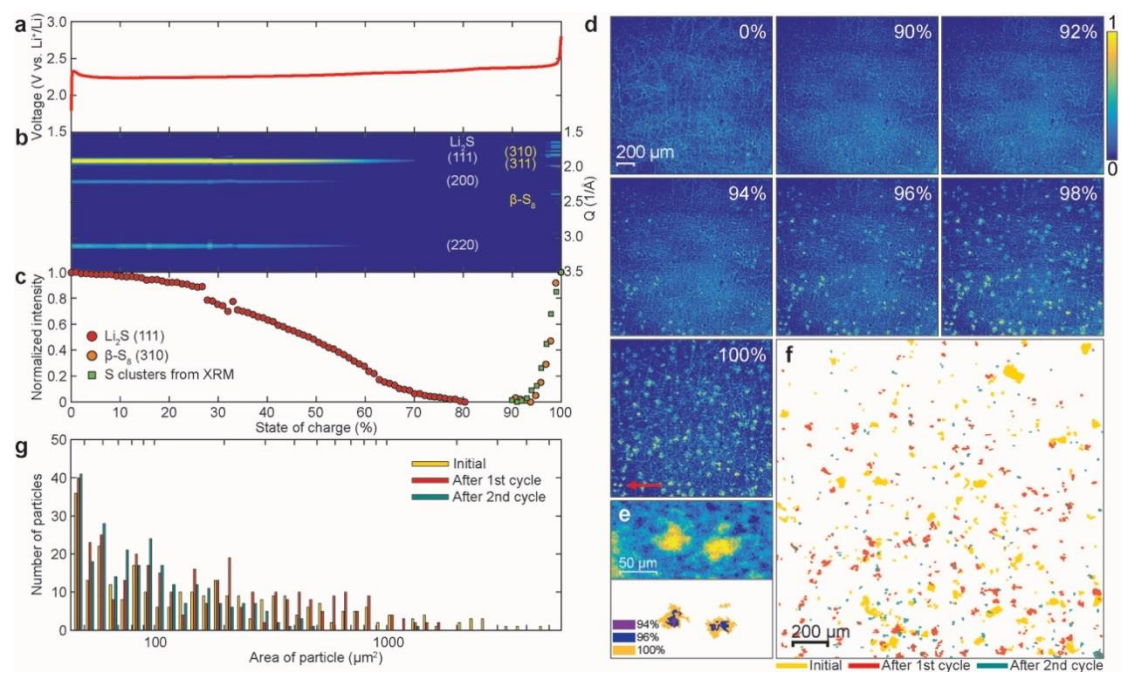 a
3.0
2.5
2.0
1.5
Voltage (V vs. Li⁺/Li)
b
Li₂S
(111)
(200)
(220)
(310)
(311)
β-S₈
1.5
2.0
2.5
3.0
3.5
Q (1/Å)
c
1.0
0.8
0.6
0.4
0.2
0
Normalized intensity
Li₂S (111)
β-S₈ (310)
S clusters from XRM
0 10 20 30 40 50 60 70 80 90 100
State of charge (%)
g
50
40
30
20
10
0
Number of particles
Initial
After 1st cycle
After 2nd cycle
100 1000
Area of particle (µm²)
d
0%
200 µm
90%
92%
1
0
94%
96%
98%
100%
e
50 µm
94%
96%
100%
f
200 µm
Initial After 1st cycle After 2nd cycle